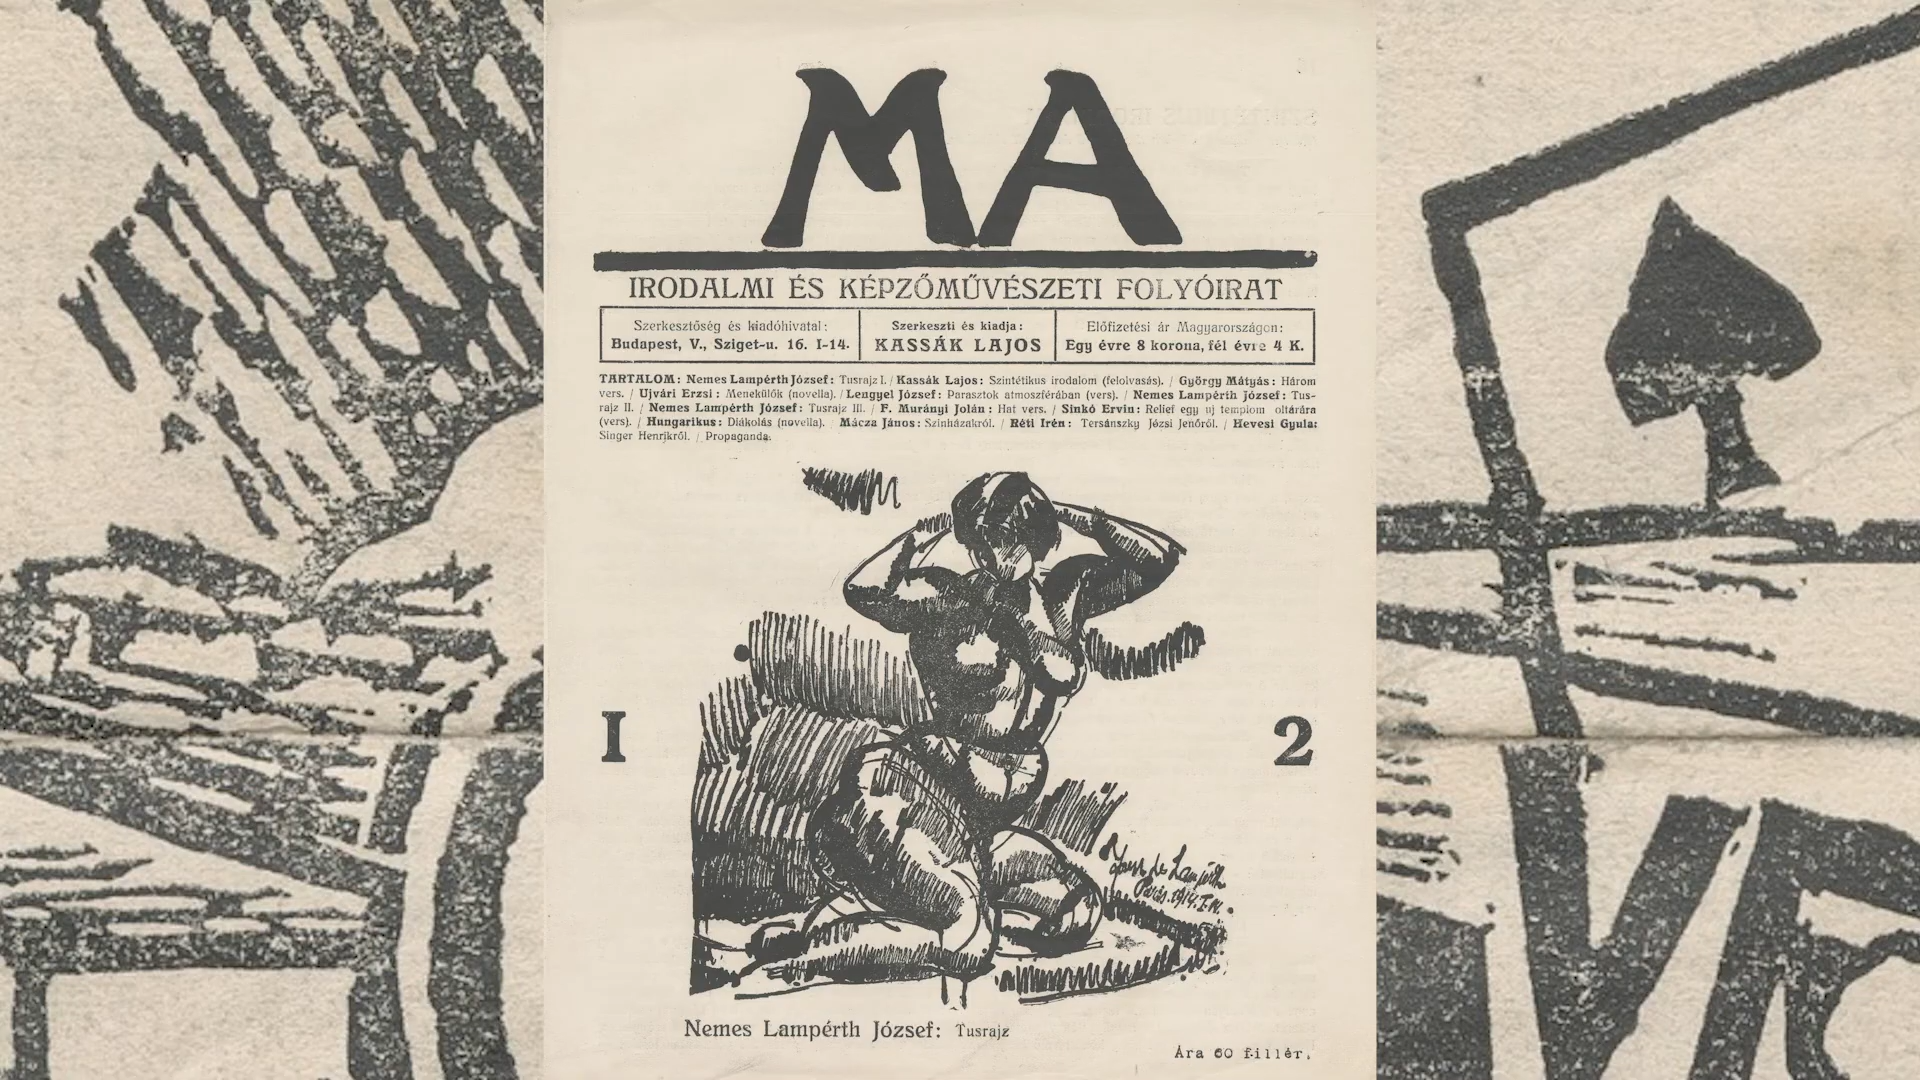 MA
IRODALMI ÉS KÉPZŐMŰVÉSZETI FOLYÓIRAT
Szerkesztőség és kiadóhivatal:
Budapest, V., Sziget-u. 16. I-14.
Szerkeszti és kiadja:
KASSÁK LAJOS
Előfizetési ár Magyarországon:
Egy évre 8 korona, fél évre 4 K.
TARTALOM: Nemes Lampérth József: Tusrajz I. / Kassák Lajos: Szintétikus irodalom (felolvasás). / György Mátyás: Három
vers. / Ujvári Erzsi: Menekülők (novella). / Lengyel József: Parasztok atmoszférában (vers). / Nemes Lampérth József: Tus-
rajz II. / Nemes Lampérth József: Tusrajz III. / F. Murányi Jolán: Hat vers. / Sinkó Ervin: Relief egy uj templom oltárára
(vers). / Hungarikus: Diákolás (novella). / Mácza János: Szinházakról. / Réti Irén: Tersánszky Józsi Jenőről. / Hevesi Gyula:
Singer Henrikről. / Propaganda.
I 2
Paris 1914.
Nemes Lampérth József: Tusrajz
Ára 60 fillér.